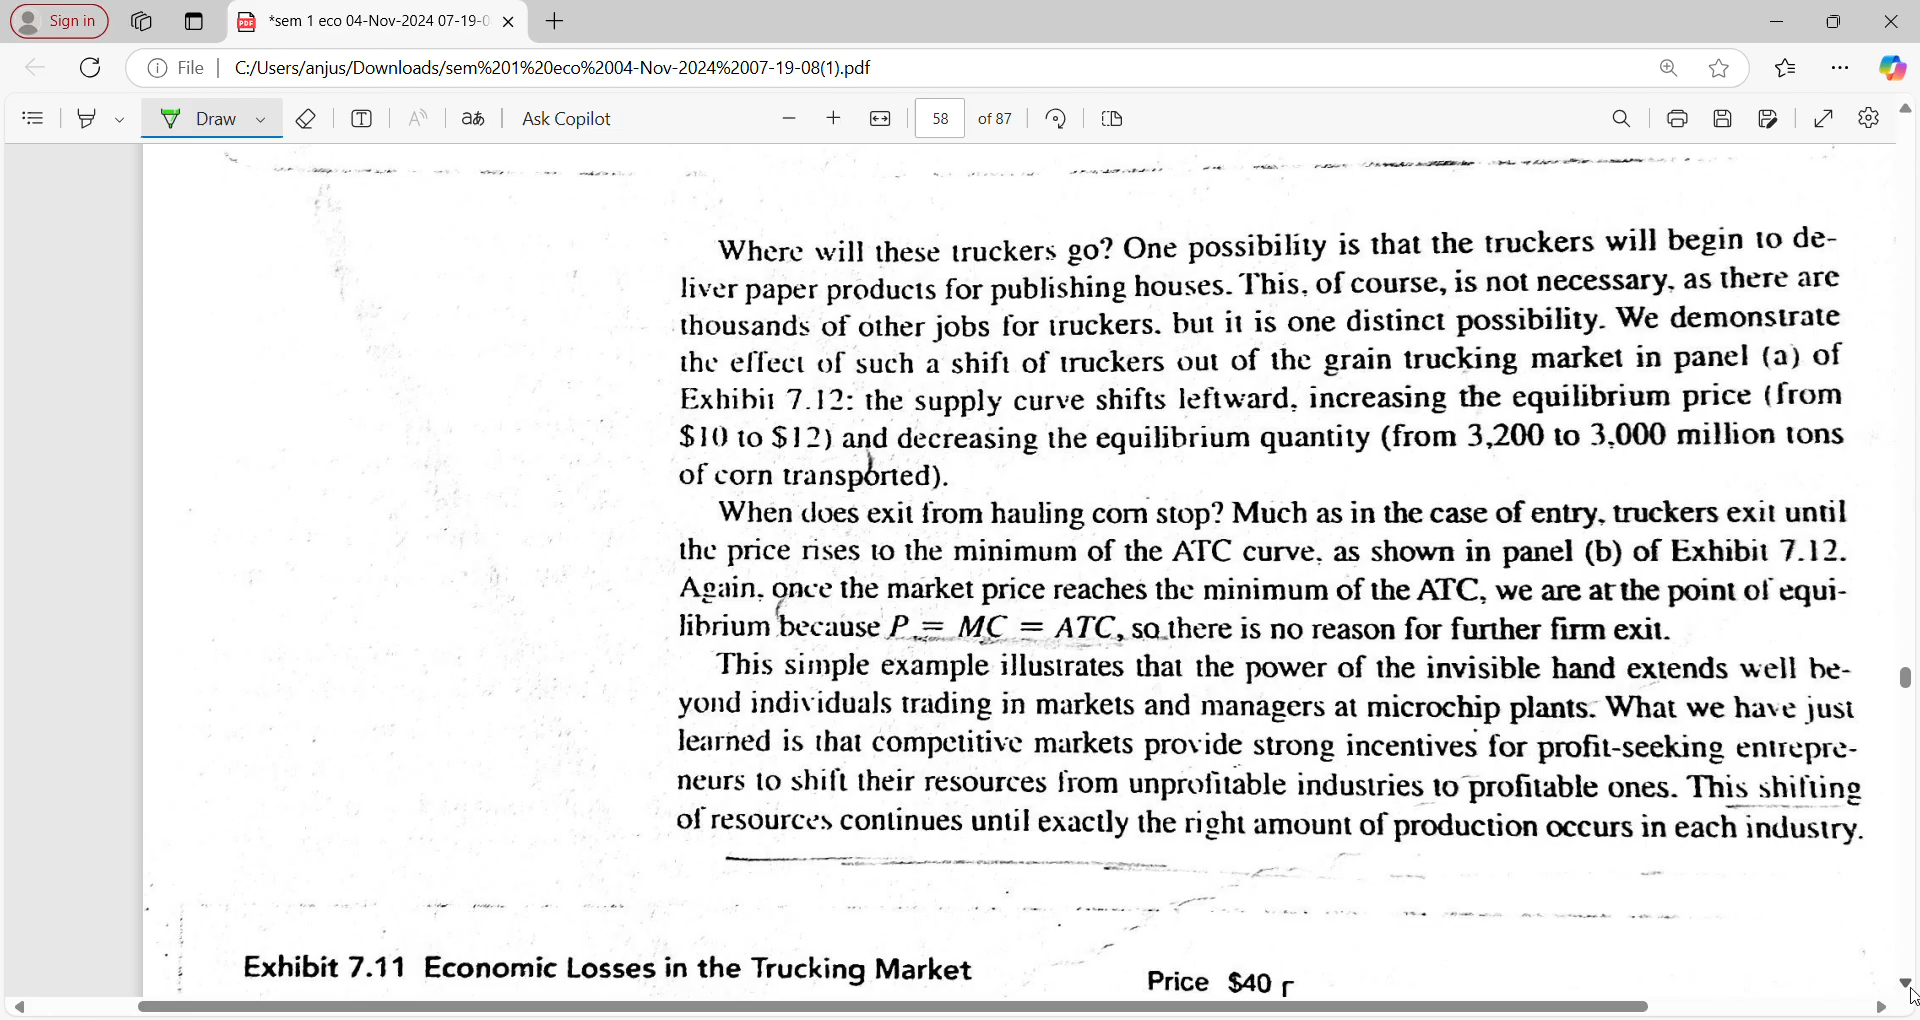 Sign in
*sem 1 eco 04-Nov-2024 07-19-0
File
C:/Users/anjus/Downloads/sem%201%20eco%2004-Nov-2024%2007-19-08(1).pdf
Draw
Ask Copilot
58 of 87
Where will these truckers go? One possibility is that the truckers will begin to de-
liver paper products for publishing houses. This, of course, is not necessary, as there are
thousands of other jobs for truckers, but it is one distinct possibility. We demonstrate
the effect of such a shift of truckers out of the grain trucking market in panel (a) of
Exhibit 7.12: the supply curve shifts leftward, increasing the equilibrium price (from
$10 to $12) and decreasing the equilibrium quantity (from 3,200 to 3,000 million tons
of corn transported).
When does exit from hauling corn stop? Much as in the case of entry, truckers exit until
the price rises to the minimum of the ATC curve, as shown in panel (b) of Exhibit 7.12.
Again, once the market price reaches the minimum of the ATC, we are at the point of equi-
librium because P = MC = ATC, so there is no reason for further firm exit.
This simple example illustrates that the power of the invisible hand extends well be-
yond individuals trading in markets and managers at microchip plants. What we have just
learned is that competitive markets provide strong incentives for profit-seeking entrepre-
neurs to shift their resources from unprofitable industries to profitable ones. This shifting
of resources continues until exactly the right amount of production occurs in each industry.
Exhibit 7.11 Economic Losses in the Trucking Market
Price $40